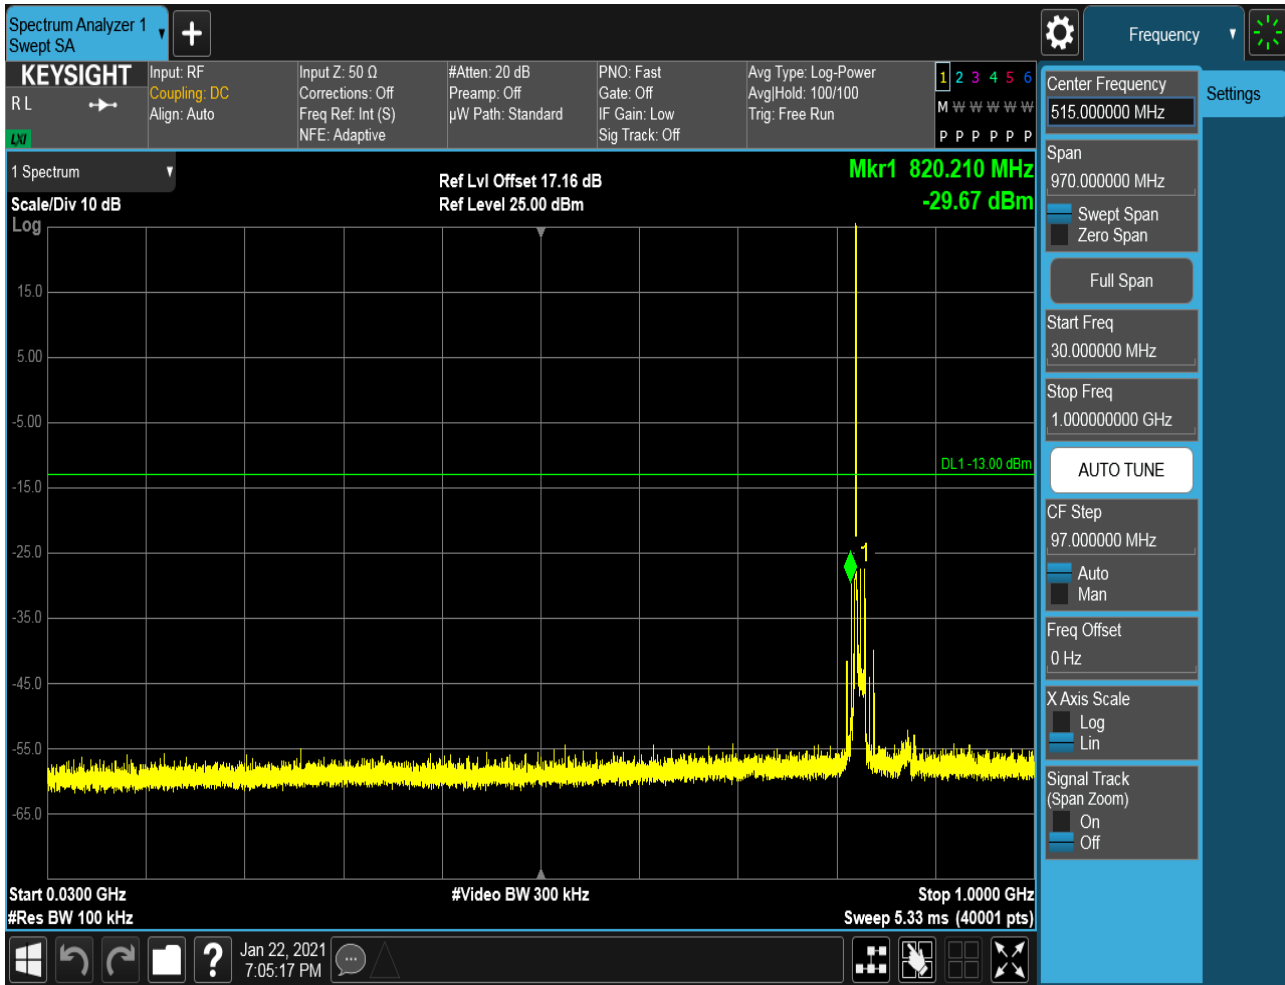 Spectrum Analyzer 1
Swept SA
Frequency
KEYSIGHT
R L
LXI
Input: RF
Coupling: DC
Align: Auto
Input Z: 50 Ω
Corrections: Off
Freq Ref: Int (S)
NFE: Adaptive
#Atten: 20 dB
Preamp: Off
µW Path: Standard
PNO: Fast
Gate: Off
IF Gain: Low
Sig Track: Off
Avg Type: Log-Power
Avg|Hold: 100/100
Trig: Free Run
1 2 3 4 5 6
M W W W W W
P P P P P P
1 Spectrum
Scale/Div 10 dB
Log
Ref Lvl Offset 17.16 dB
Ref Level 25.00 dBm
Mkr1 820.210 MHz
-29.67 dBm
15.0
5.00
-5.00
-15.0
-25.0
-35.0
-45.0
-55.0
-65.0
DL1 -13.00 dBm
1
Start 0.0300 GHz
#Res BW 100 kHz
#Video BW 300 kHz
Stop 1.0000 GHz
Sweep 5.33 ms (40001 pts)
Center Frequency
515.000000 MHz
Settings
Span
970.000000 MHz
Swept Span
Zero Span
Full Span
Start Freq
30.000000 MHz
Stop Freq
1.000000000 GHz
AUTO TUNE
CF Step
97.000000 MHz
Auto
Man
Freq Offset
0 Hz
X Axis Scale
Log
Lin
Signal Track
(Span Zoom)
On
Off
?
Jan 22, 2021
7:05:17 PM